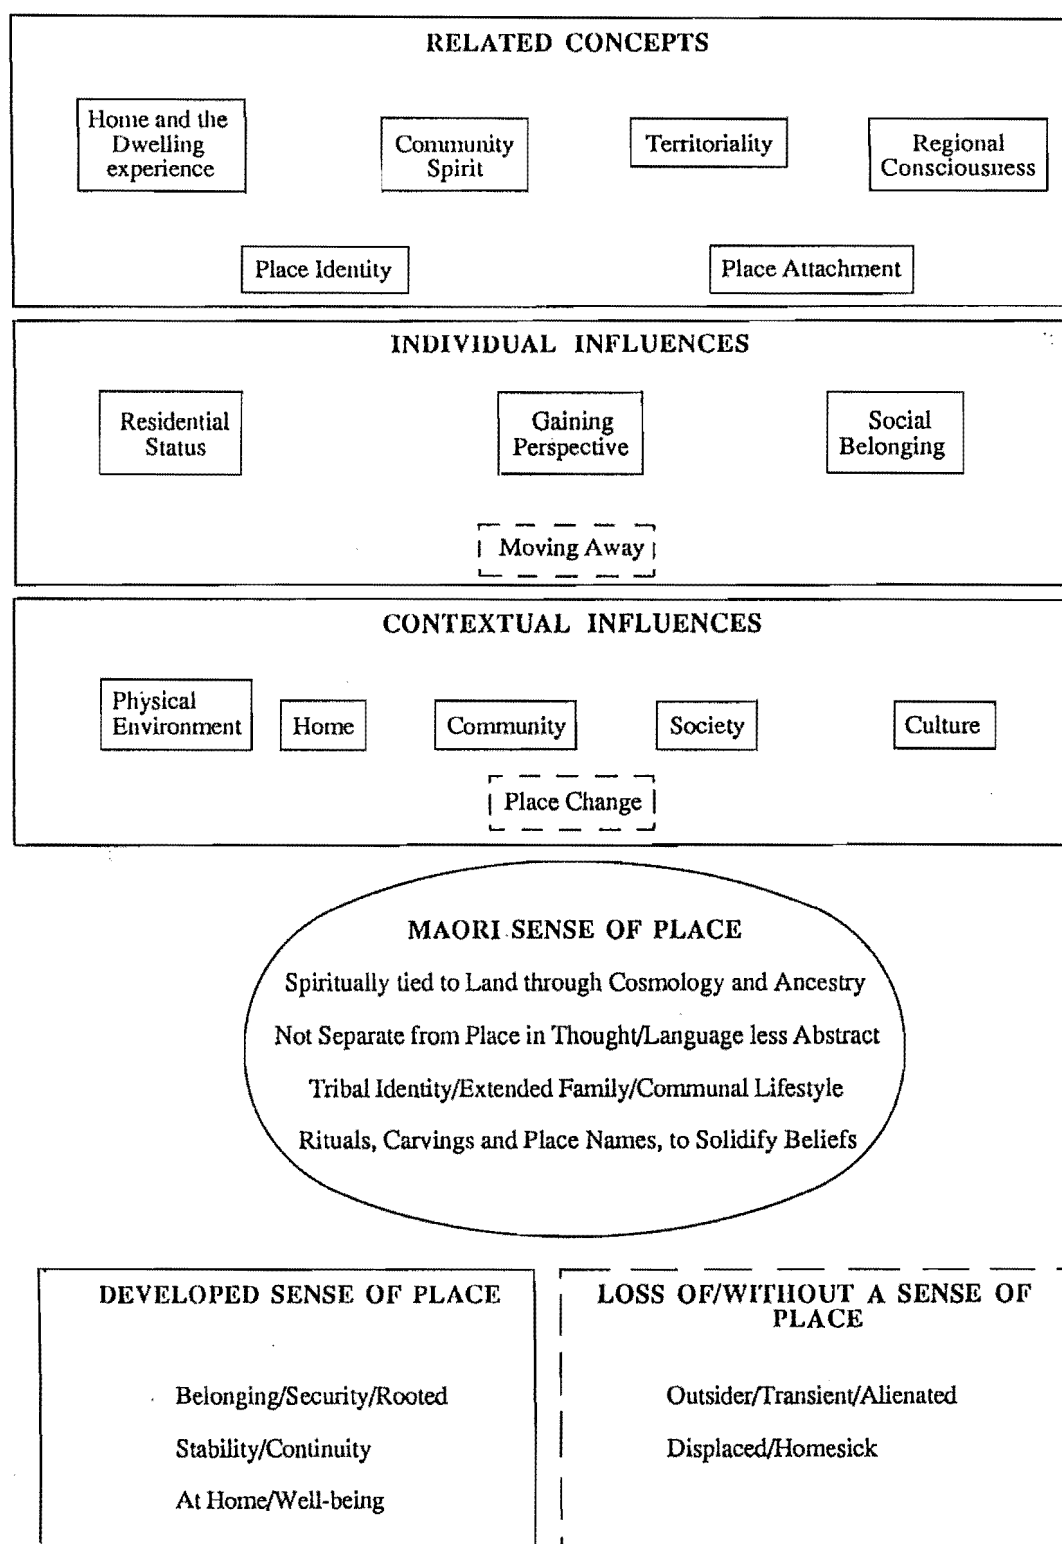 RELATED CONCEPTS
Home and the
Dwelling
experience
Community
Spirit
Territoriality
Regional
Consciousness
Place Identity
Place Attachment
INDIVIDUAL INFLUENCES
Residential
Status
Gaining
Perspective
Social
Belonging
Moving Away
CONTEXTUAL INFLUENCES
Physical
Environment
Home
Community
Society
Culture
Place Change
MAORI SENSE OF PLACE
Spiritually tied to Land through Cosmology and Ancestry
Not Separate from Place in Thought/Language less Abstract
Tribal Identity/Extended Family/Communal Lifestyle
Rituals, Carvings and Place Names, to Solidify Beliefs
DEVELOPED SENSE OF PLACE
Belonging/Security/Rooted
Stability/Continuity
At Home/Well-being
LOSS OF/WITHOUT A SENSE OF
PLACE
Outsider/Transient/Alienated
Displaced/Homesick